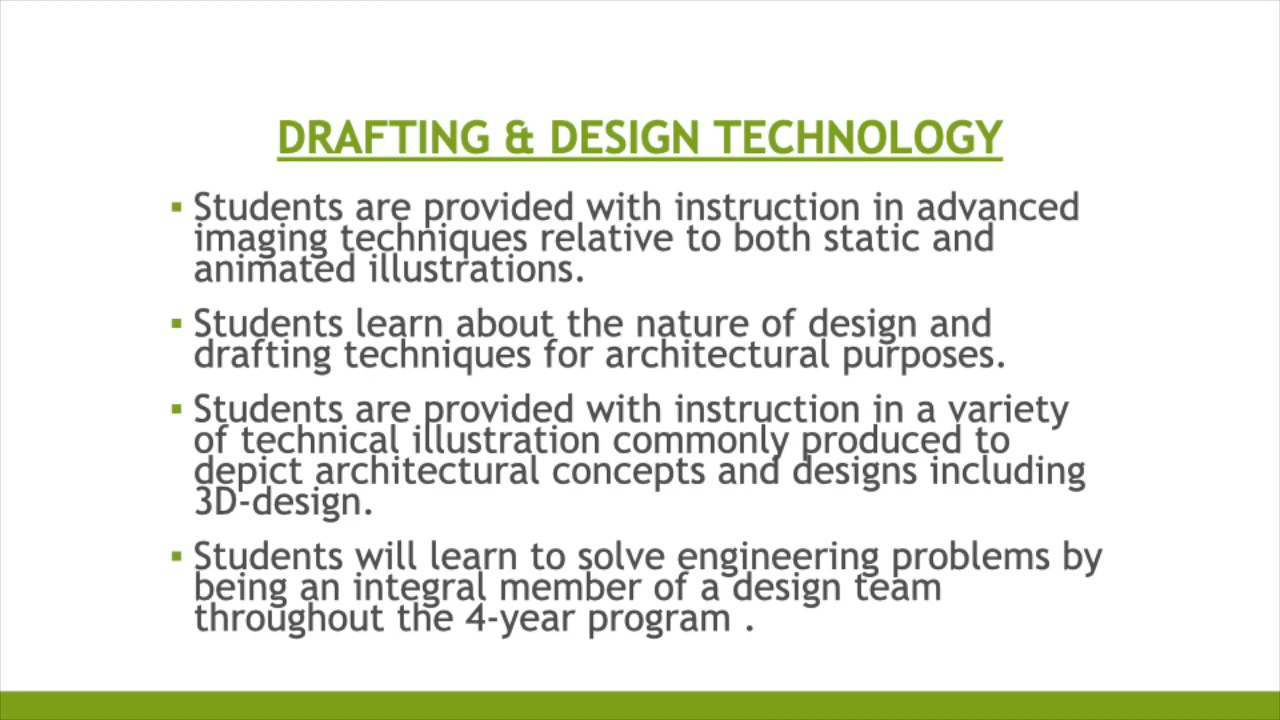 DRAFTING & DESIGN TECHNOLOGY
▪ Students are provided with instruction in advanced
imaging techniques relative to both static and
animated illustrations.
▪ Students learn about the nature of design and
drafting techniques for architectural purposes.
▪ Students are provided with instruction in a variety
of technical illustration commonly produced to
depict architectural concepts and designs including
3D-design.
▪ Students will learn to solve engineering problems by
being an integral member of a design team
throughout the 4-year program .